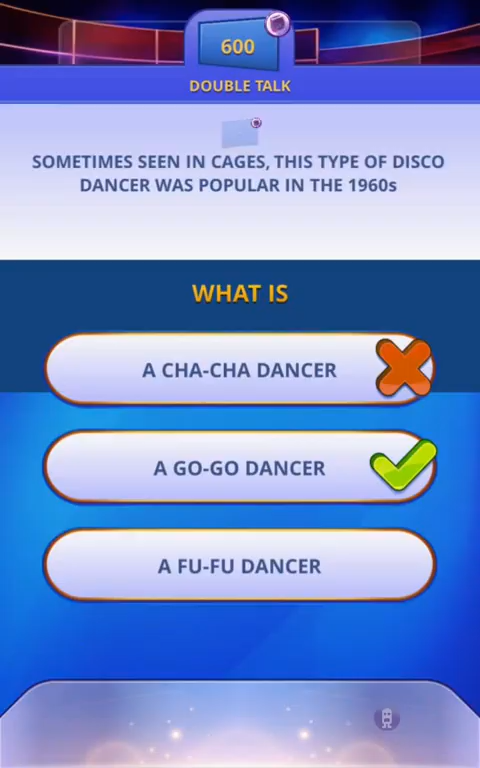 600
DOUBLE TALK
SOMETIMES SEEN IN CAGES, THIS TYPE OF DISCO
DANCER WAS POPULAR IN THE 1960s
WHAT IS
A CHA-CHA DANCER
A GO-GO DANCER
A FU-FU DANCER